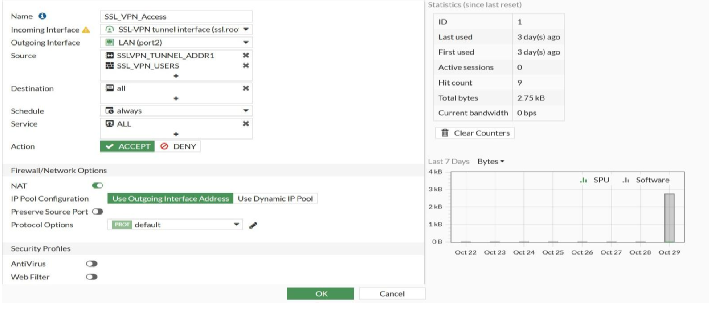 Name SSL_VPN_Access
Incoming Interface SSL-VPN tunnel interface (ssl.roo
Outgoing Interface LAN (port2)
Source SSLVPN_TUNNEL_ADDR1
SSL_VPN_USERS
+
Destination all
+
Schedule always
Service ALL
+
Action ACCEPT DENY
Firewall/Network Options
NAT
IP Pool Configuration Use Outgoing Interface Address Use Dynamic IP Pool
Preserve Source Port
Protocol Options PROT default
Security Profiles
AntiVirus
Web Filter
OK Cancel
Statistics (since last reset)
ID 1
Last used 3 day(s) ago
First used 3 day(s) ago
Active sessions 0
Hit count 9
Total bytes 2.75 kB
Current bandwidth 0 bps
Clear Counters
Last 7 Days Bytes
SPU Software
4 kB
3 kB
2 kB
1 kB
0 B
Oct 22 Oct 23 Oct 24 Oct 25 Oct 26 Oct 27 Oct 28 Oct 29